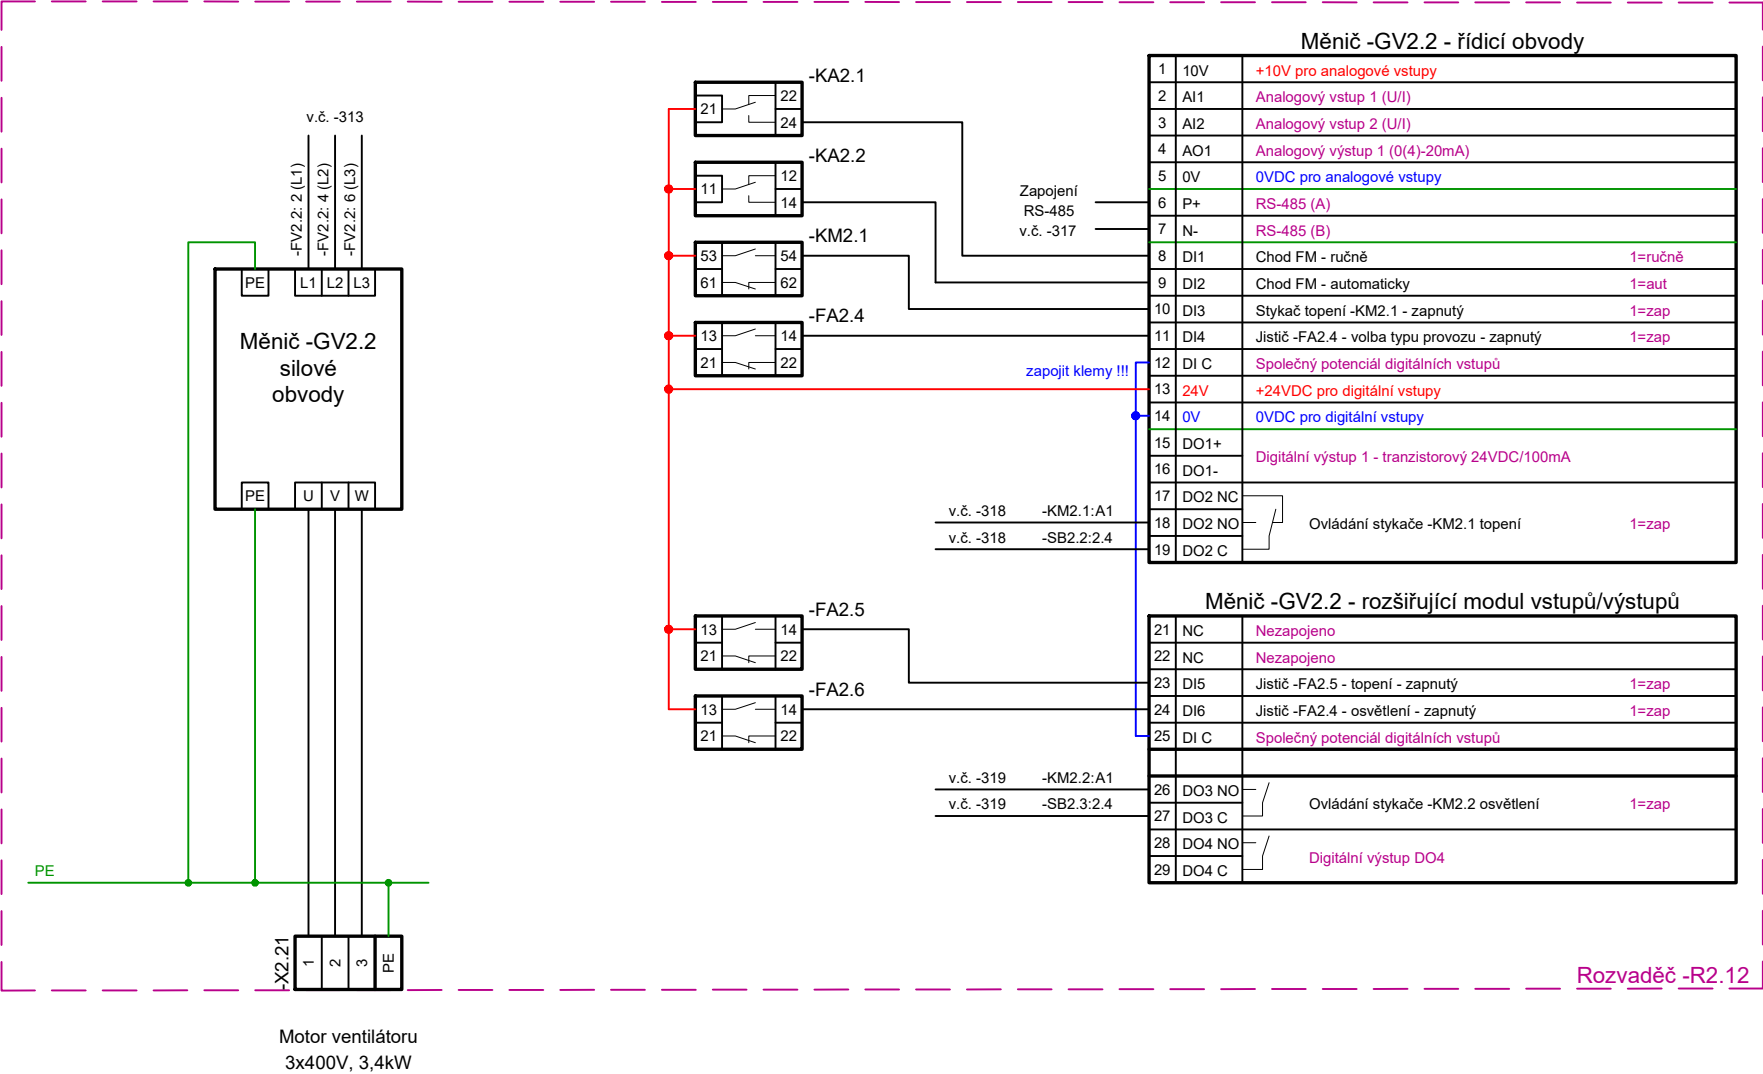 v.č. -313
-FV2.2: 2 (L1)
-FV2.2: 4 (L2)
-FV2.2: 6 (L3)
PE L1 L2 L3
Měnič -GV2.2
silové
obvody
PE U V W
PE
-X2.21
1 2 3 PE
Motor ventilátoru
3x400V, 3,4kW
-KA2.1
21 22
24
-KA2.2
11 12
14
-KM2.1
53 54
61 62
-FA2.4
13 14
21 22
-FA2.5
13 14
21 22
-FA2.6
13 14
21 22
Zapojení
RS-485
v.č. -317
zapojit klemy !!!
v.č. -318 -KM2.1:A1
v.č. -318 -SB2.2:2.4
v.č. -319 -KM2.2:A1
v.č. -319 -SB2.3:2.4
Měnič -GV2.2 - řídicí obvody
1 10V +10V pro analogové vstupy
2 AI1 Analogový vstup 1 (U/I)
3 AI2 Analogový vstup 2 (U/I)
4 AO1 Analogový výstup 1 (0(4)-20mA)
5 0V 0VDC pro analogové vstupy
6 P+ RS-485 (A)
7 N- RS-485 (B)
8 DI1 Chod FM - ručně 1=ručně
9 DI2 Chod FM - automaticky 1=aut
10 DI3 Stykač topení -KM2.1 - zapnutý 1=zap
11 DI4 Jistič -FA2.4 - volba typu provozu - zapnutý 1=zap
12 DI C Společný potenciál digitálních vstupů
13 24V +24VDC pro digitální vstupy
14 0V 0VDC pro digitální vstupy
15 DO1+
Digitální výstup 1 - tranzistorový 24VDC/100mA
16 DO1-
17 DO2 NC
18 DO2 NO Ovládání stykače -KM2.1 topení 1=zap
19 DO2 C
Měnič -GV2.2 - rozšiřující modul vstupů/výstupů
21 NC Nezapojeno
22 NC Nezapojeno
23 DI5 Jistič -FA2.5 - topení - zapnutý 1=zap
24 DI6 Jistič -FA2.4 - osvětlení - zapnutý 1=zap
25 DI C Společný potenciál digitálních vstupů
26 DO3 NO
Ovládání stykače -KM2.2 osvětlení 1=zap
27 DO3 C
28 DO4 NO
Digitální výstup DO4
29 DO4 C
Rozvaděč -R2.12